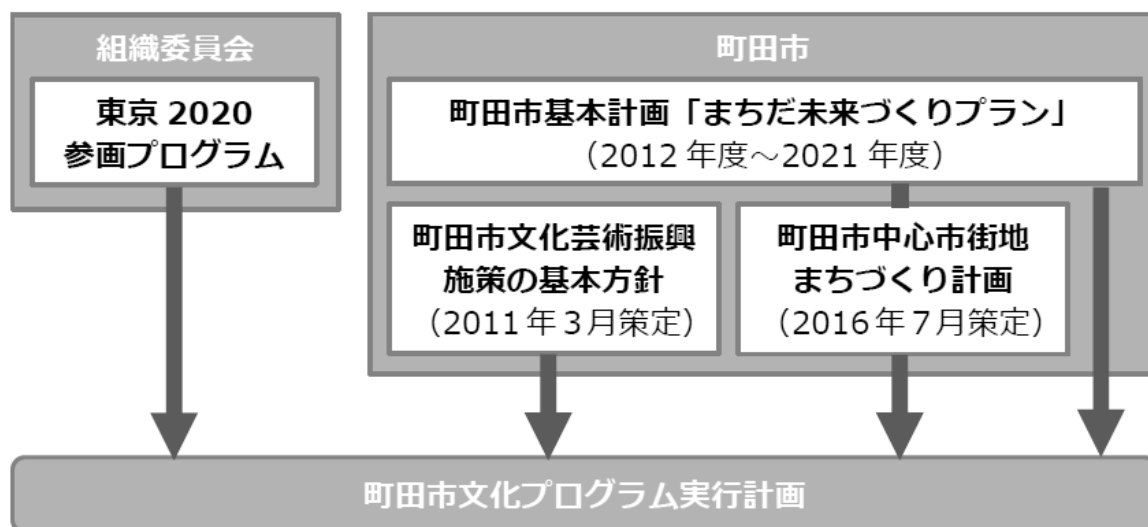 組織委員会
東京 2020
参画プログラム
町田市
町田市基本計画「まちだ未来づくりプラン」
（2012 年度～2021 年度）
町田市文化芸術振興
施策の基本方針
（2011 年３月策定）
町田市中心市街地
まちづくり計画
（2016 年７月策定）
町田市文化プログラム実行計画